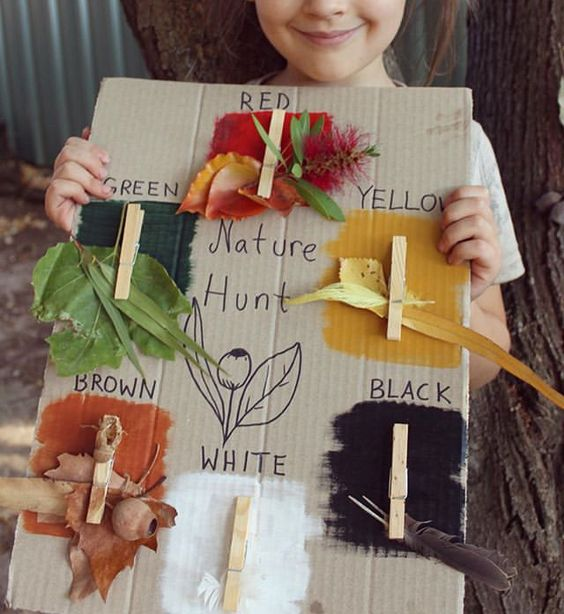 RED
GREEN
YELLOW
Nature
Hunt
BROWN
BLACK
WHITE